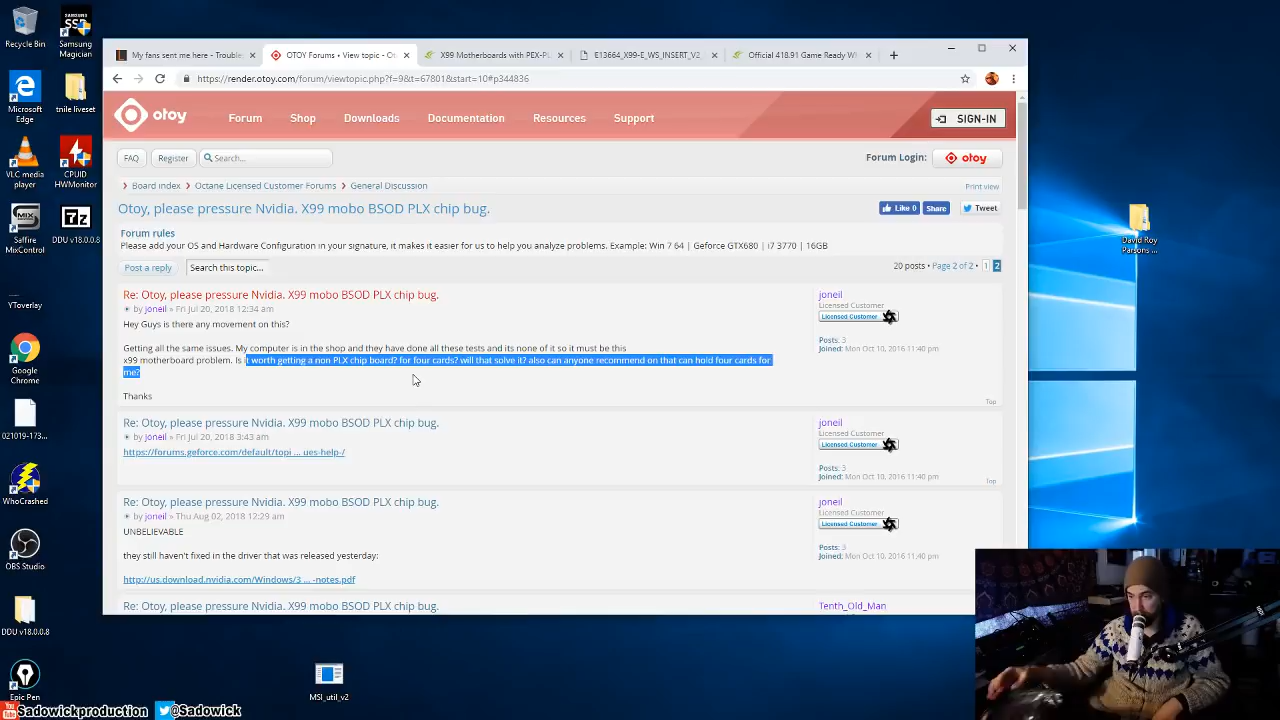 Recycle Bin
Samsung
Magician
Microsoft
Edge
tnile liveset
VLC media
player
CPUID
HWMonitor
Saffire
MixControl
DDU v18.0.0.8
YToverlay
Google
Chrome
021019-173...
WhoCrashed
OBS Studio
DDU v18.0.0.8
Epic Pen
MSI_util_v2
David Roy
Parsons ...
My fans sent me here - Trouble
OTOY Forums • View topic - Ot
X99 Motherboards with PEX-PL
E13664_X99-E_WS_INSERT_V2
Official 418.91 Game Ready W
https://render.otoy.com/forum/viewtopic.php?f=9&t=67801&start=10#p344836
otoy
Forum
Shop
Downloads
Documentation
Resources
Support
SIGN-IN
FAQ
Register
Search...
Forum Login:
otoy
Board index
Octane Licensed Customer Forums
General Discussion
Print view
Otoy, please pressure Nvidia. X99 mobo BSOD PLX chip bug.
Like 0
Share
Tweet
Forum rules
Please add your OS and Hardware Configuration in your signature, it makes it easier for us to help you analyze problems. Example: Win 7 64 | Geforce GTX680 | i7 3770 | 16GB
Post a reply
Search this topic...
20 posts • Page 2 of 2 • 1 2
Re: Otoy, please pressure Nvidia. X99 mobo BSOD PLX chip bug.
by joneil » Fri Jul 20, 2018 12:34 am
Hey Guys is there any movement on this?
Getting all the same issues. My computer is in the shop and they have done all these tests and its none of it so it must be this
x99 motherboard problem. Is it worth getting a non PLX chip board? for four cards? will that solve it? also can anyone recommend on that can hold four cards for
me?
Thanks
joneil
Licensed Customer
Licensed Customer
Posts: 3
Joined: Mon Oct 10, 2016 11:40 pm
Top
Re: Otoy, please pressure Nvidia. X99 mobo BSOD PLX chip bug.
by joneil » Fri Jul 20, 2018 3:43 am
https://forums.geforce.com/default/topi ... ues-help-/
joneil
Licensed Customer
Licensed Customer
Posts: 3
Joined: Mon Oct 10, 2016 11:40 pm
Top
Re: Otoy, please pressure Nvidia. X99 mobo BSOD PLX chip bug.
by joneil » Thu Aug 02, 2018 12:29 am
UNBELIEVABLE
they still haven't fixed in the driver that was released yesterday:
http://us.download.nvidia.com/Windows/3 ... -notes.pdf
joneil
Licensed Customer
Licensed Customer
Posts: 3
Joined: Mon Oct 10, 2016 11:40 pm
Re: Otoy, please pressure Nvidia. X99 mobo BSOD PLX chip bug.
Tenth_Old_Man
Sadowickproduction
@Sadowick